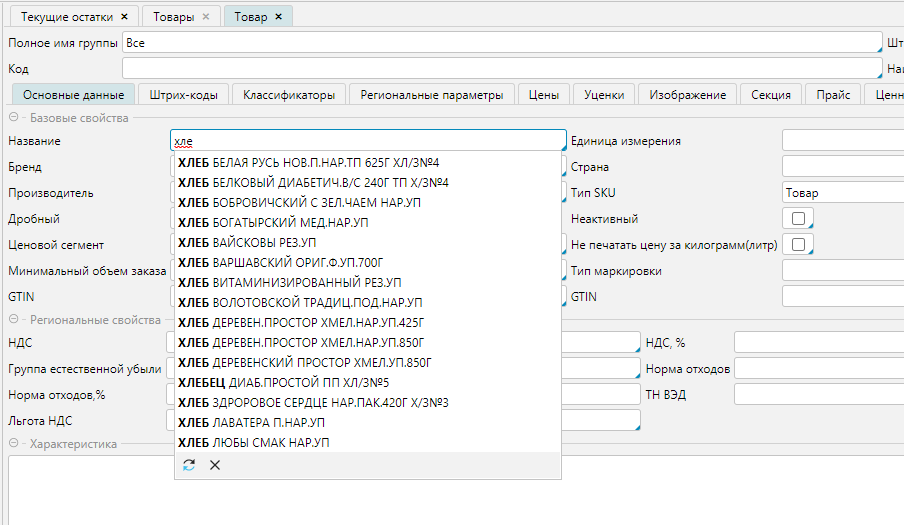 Текущие остатки × Товары × Товар ×
Полное имя группы Все Шт
Код Наи
Основные данные Штрих-коды Классификаторы Региональные параметры Цены Уценки Изображение Секция Прайс Ценн
Базовые свойства
Название хле Единица измерения
Бренд Страна
Производитель Тип SKU Товар
Дробный Неактивный
Ценовой сегмент Не печатать цену за килограмм(литр)
Минимальный объем заказа Тип маркировки
GTIN GTIN
ХЛЕБ БЕЛАЯ РУСЬ НОВ.П.НАР.ТП 625Г ХЛ/З№4
ХЛЕБ БЕЛКОВЫЙ ДИАБЕТИЧ.В/С 240Г ТП Х/З№4
ХЛЕБ БОБРОВИЧСКИЙ С ЗЕЛ.ЧАЕМ НАР.УП
ХЛЕБ БОГАТЫРСКИЙ МЕД.НАР.УП
ХЛЕБ ВАЙСКОВЫ РЕЗ.УП
ХЛЕБ ВАРШАВСКИЙ ОРИГ.Ф.УП.700Г
ХЛЕБ ВИТАМИНИЗИРОВАННЫЙ РЕЗ.УП
ХЛЕБ ВОЛОТОВСКОЙ ТРАДИЦ.ПОД.НАР.УП
ХЛЕБ ДЕРЕВЕН.ПРОСТОР ХМЕЛ.НАР.УП.425Г
ХЛЕБ ДЕРЕВЕН.ПРОСТОР ХМЕЛ.НАР.УП.850Г
ХЛЕБ ДЕРЕВЕНСКИЙ ПРОСТОР ХМЕЛ.УП.850Г
ХЛЕБЕЦ ДИАБ.ПРОСТОЙ ПП ХЛ/З№5
ХЛЕБ ЗДРОРОВОЕ СЕРДЦЕ НАР.ПАК.420Г Х/З№3
ХЛЕБ ЛАВАТЕРА П.НАР.УП
ХЛЕБ ЛЮБЫ СМАК НАР.УП
Региональные свойства
НДС НДС, %
Группа естественной убыли Норма отходов
Норма отходов,% ТН ВЭД
Льгота НДС
Характеристика